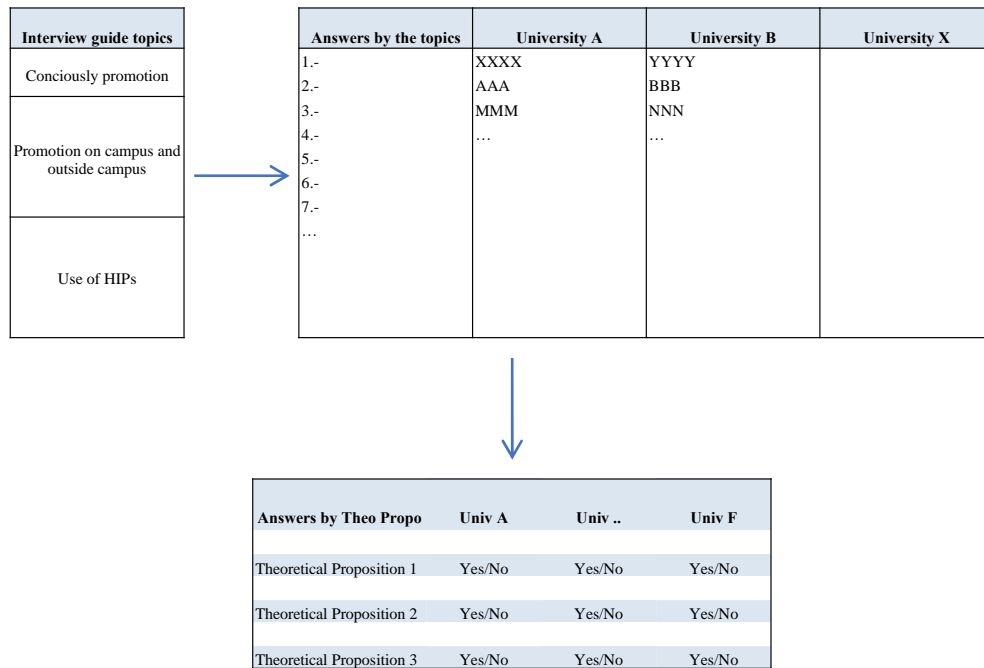 Interview guide topics
Conciously promotion
Promotion on campus and
outside campus
Use of HIPs
Answers by the topics University A University B University X
1.- XXXX YYYY
2.- AAA BBB
3.- MMM NNN
4.- … …
5.-
6.-
7.-
…
Answers by Theo Propo Univ A Univ .. Univ F
Theoretical Proposition 1 Yes/No Yes/No Yes/No
Theoretical Proposition 2 Yes/No Yes/No Yes/No
Theoretical Proposition 3 Yes/No Yes/No Yes/No